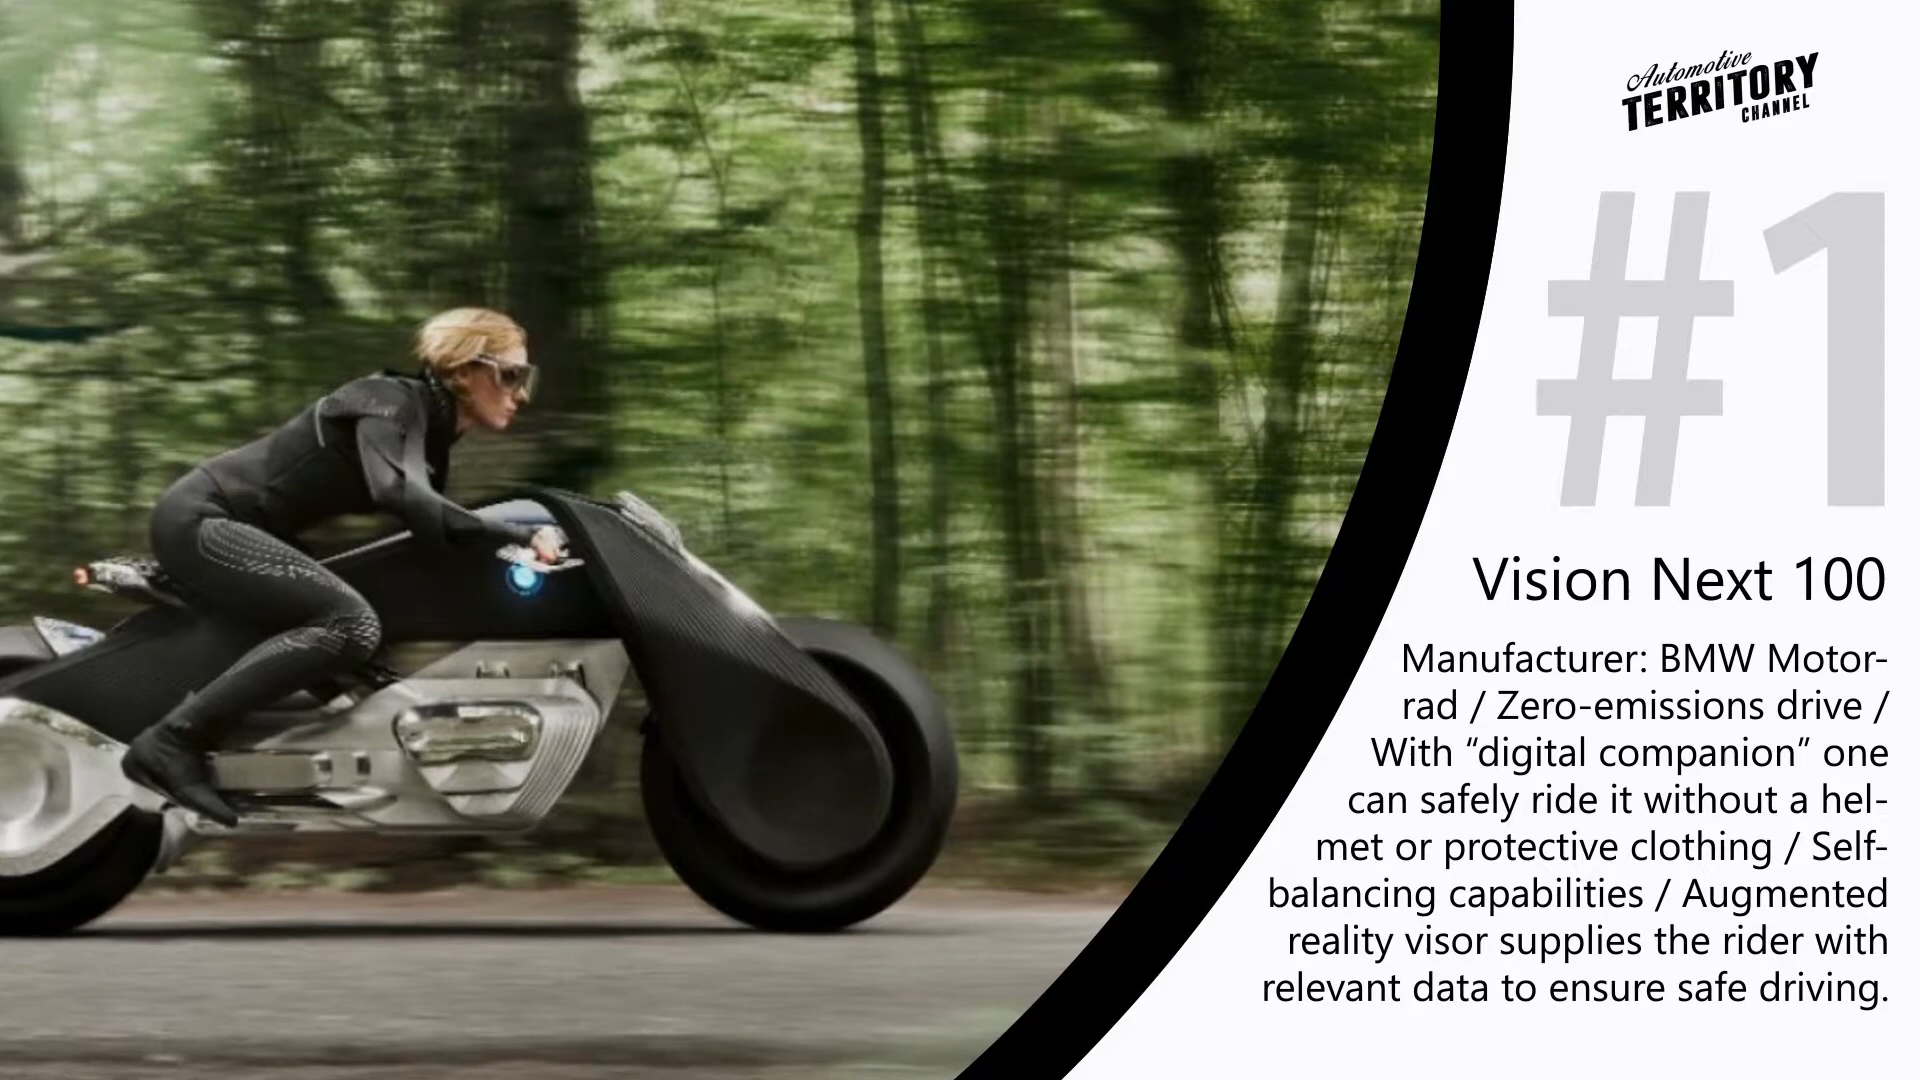 Automotive
TERRITORY
CHANNEL
#1
Vision Next 100
Manufacturer: BMW Motor-
rad / Zero-emissions drive /
With “digital companion” one
can safely ride it without a hel-
met or protective clothing / Self-
balancing capabilities / Augmented
reality visor supplies the rider with
relevant data to ensure safe driving.